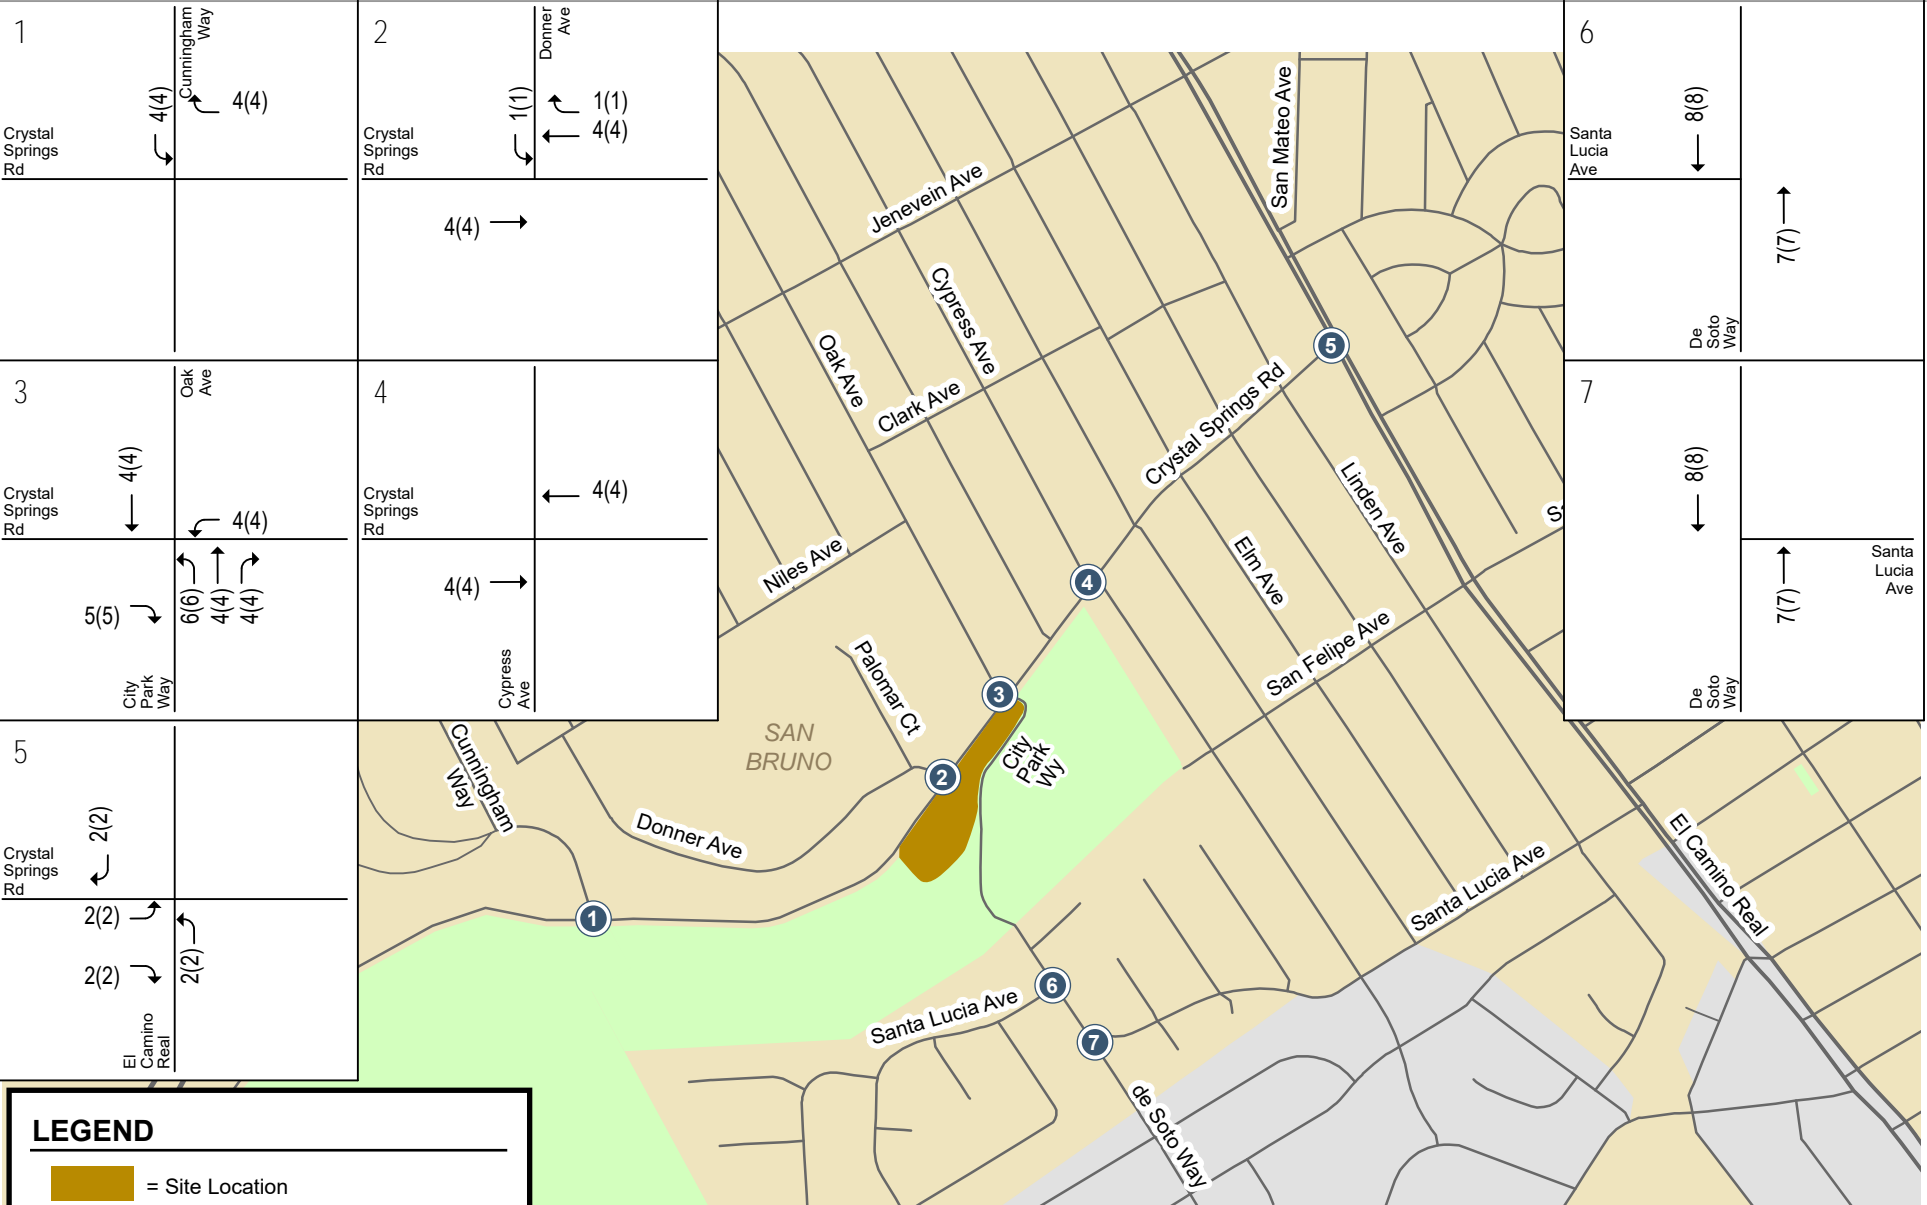 1
Cunningham
Way
4(4)
4(4)
Crystal
Springs
Rd
2
Donner
Ave
1(1)
1(1)
4(4)
Crystal
Springs
Rd
4(4)
3
Oak
Ave
4(4)
4(4)
Crystal
Springs
Rd
5(5)
6(6)
4(4)
4(4)
City
Park
Way
4
4(4)
Crystal
Springs
Rd
4(4)
Cypress
Ave
5
2(2)
Crystal
Springs
Rd
2(2)
2(2)
2(2)
El
Camino
Real
6
8(8)
Santa
Lucia
Ave
7(7)
De
Soto
Way
7
8(8)
Santa
Lucia
Ave
7(7)
De
Soto
Way
San Mateo Ave
Jenevein Ave
Cypress Ave
Oak Ave
Clark Ave
5
Crystal Springs Rd
Linden Ave
Niles Ave
Elm Ave
4
San Felipe Ave
Palomar Ct
3
SAN
BRUNO
City
Park
Wy
2
Cunningham
Way
Donner Ave
El Camino Real
Santa Lucia Ave
1
6
Santa Lucia Ave
7
de Soto Way
LEGEND
= Site Location